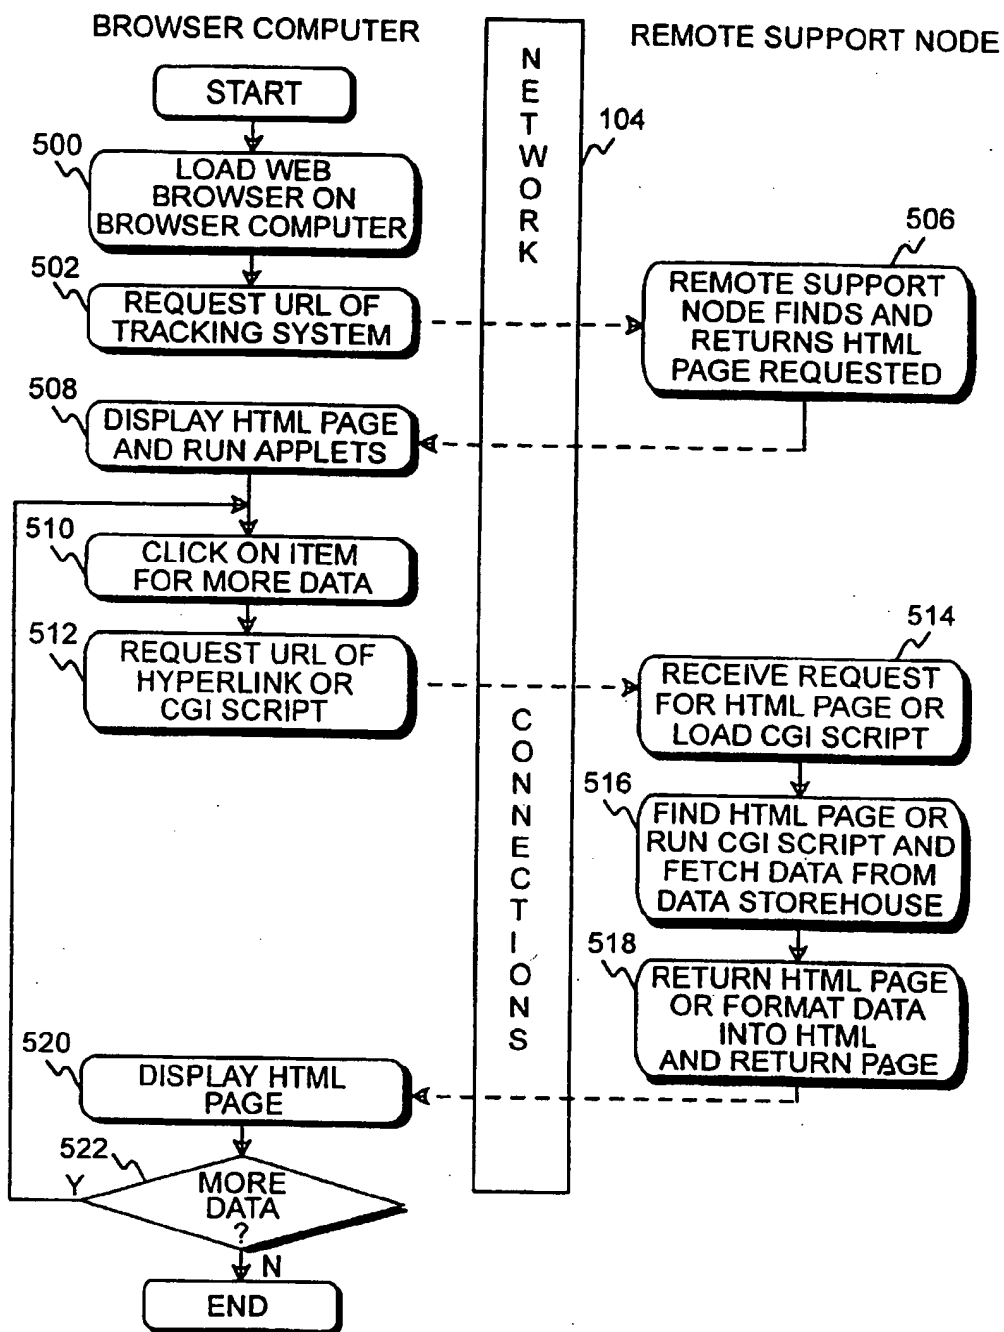 BROWSER COMPUTER
REMOTE SUPPORT NODE
NETWORK
CONNECTIONS
104
START
500
LOAD WEB
BROWSER ON
BROWSER COMPUTER
502
REQUEST URL OF
TRACKING SYSTEM
506
REMOTE SUPPORT
NODE FINDS AND
RETURNS HTML
PAGE REQUESTED
508
DISPLAY HTML PAGE
AND RUN APPLETS
510
CLICK ON ITEM
FOR MORE DATA
512
REQUEST URL OF
HYPERLINK OR
CGI SCRIPT
514
RECEIVE REQUEST
FOR HTML PAGE OR
LOAD CGI SCRIPT
516
FIND HTML PAGE OR
RUN CGI SCRIPT AND
FETCH DATA FROM
DATA STOREHOUSE
518
RETURN HTML PAGE
OR FORMAT DATA
INTO HTML
AND RETURN PAGE
520
DISPLAY HTML
PAGE
522
Y
MORE
DATA
?
N
END